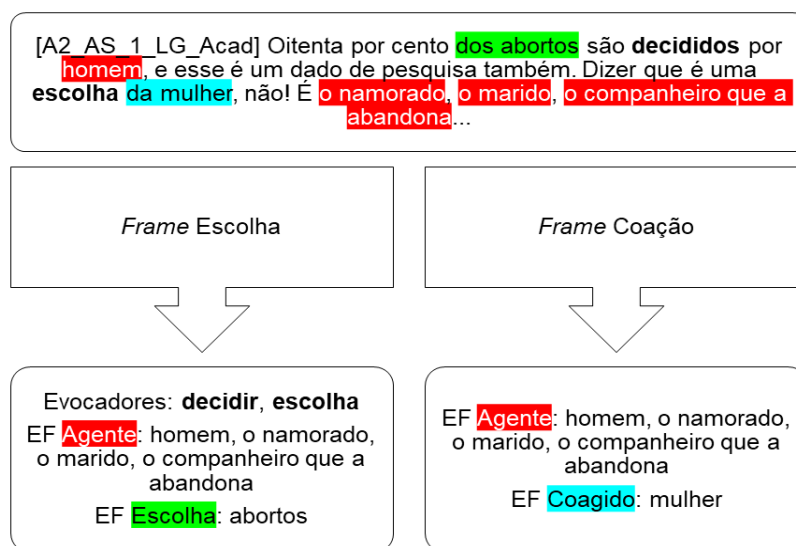 [A2_AS_1_LG_Acad] Oitenta por cento dos abortos são decididos por
homem, e esse é um dado de pesquisa também. Dizer que é uma
escolha da mulher, não! É o namorado, o marido, o companheiro que a
abandona...
Frame Escolha
Frame Coação
Evocadores: decidir, escolha
EF Agente: homem, o namorado,
o marido, o companheiro que a
abandona
EF Escolha: abortos
EF Agente: homem, o namorado,
o marido, o companheiro que a
abandona
EF Coagido: mulher